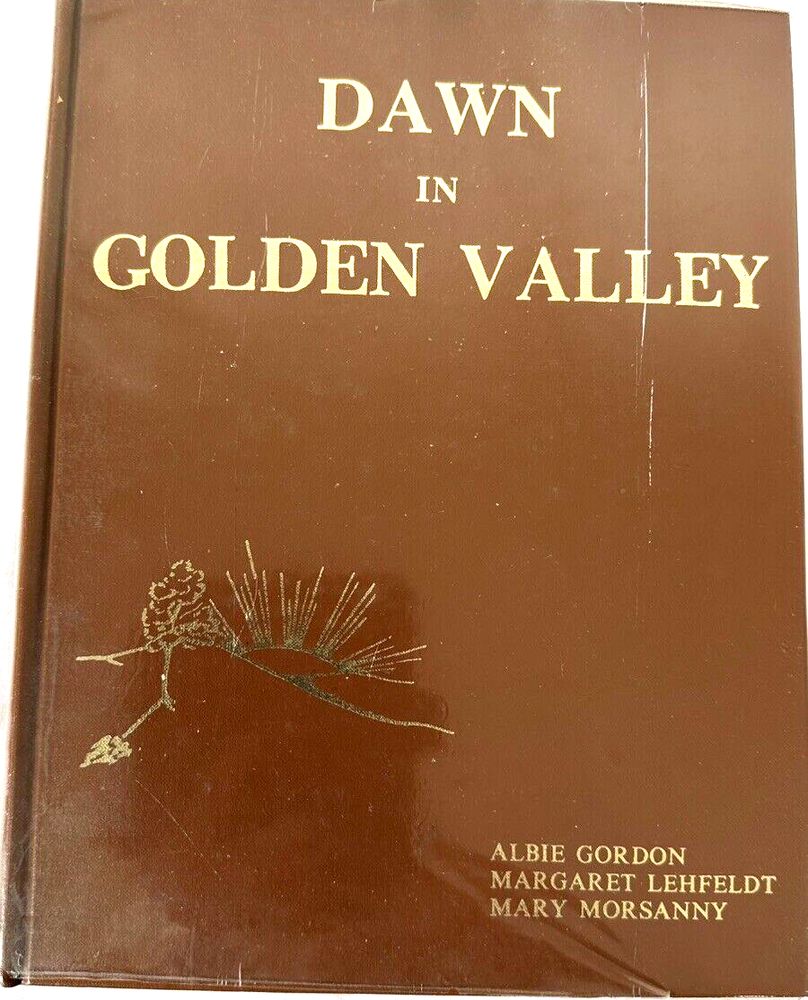 DAWN
IN
GOLDEN VALLEY
ALBIE GORDON
MARGARET LEHFELDT
MARY MORSANNY